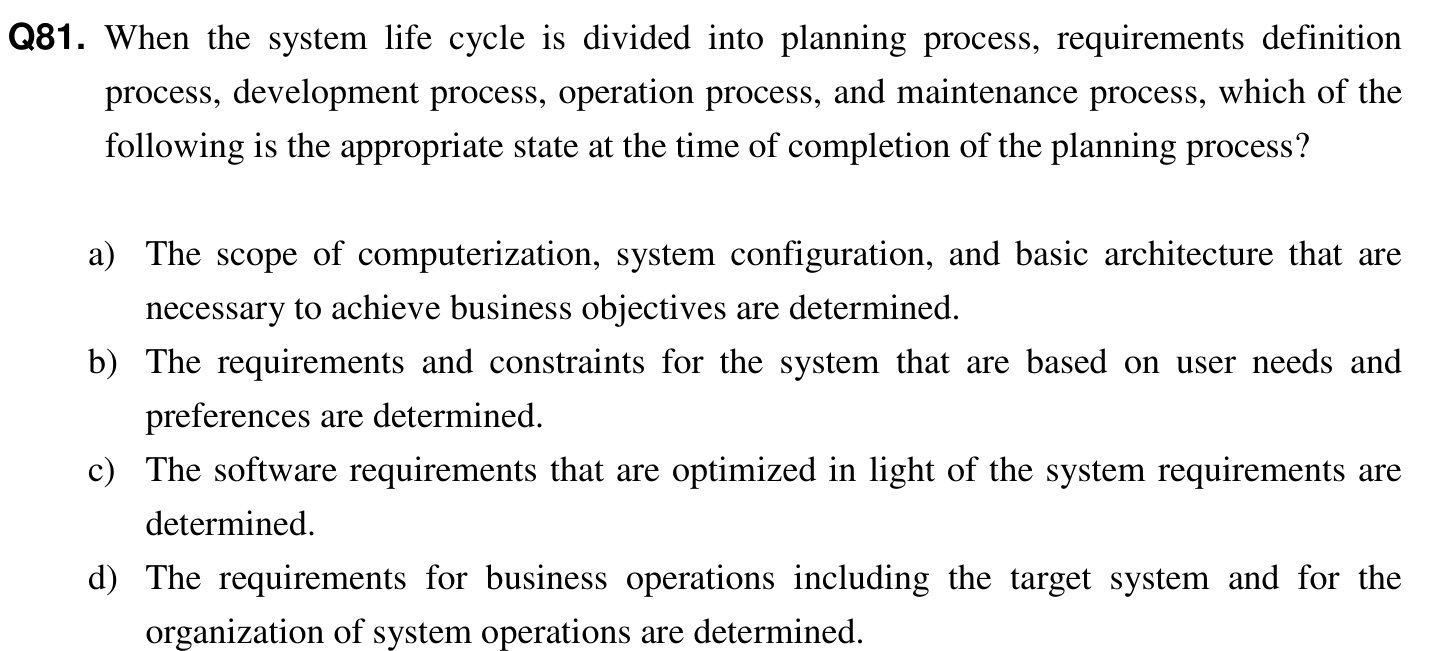 Q81. When the system life cycle is divided into planning process, requirements definition
process, development process, operation process, and maintenance process, which of the
following is the appropriate state at the time of completion of the planning process?
a) The scope of computerization, system configuration, and basic architecture that are
necessary to achieve business objectives are determined.
b) The requirements and constraints for the system that are based on user needs and
preferences are determined.
c) The software requirements that are optimized in light of the system requirements are
determined.
d) The requirements for business operations including the target system and for the
organization of system operations are determined.